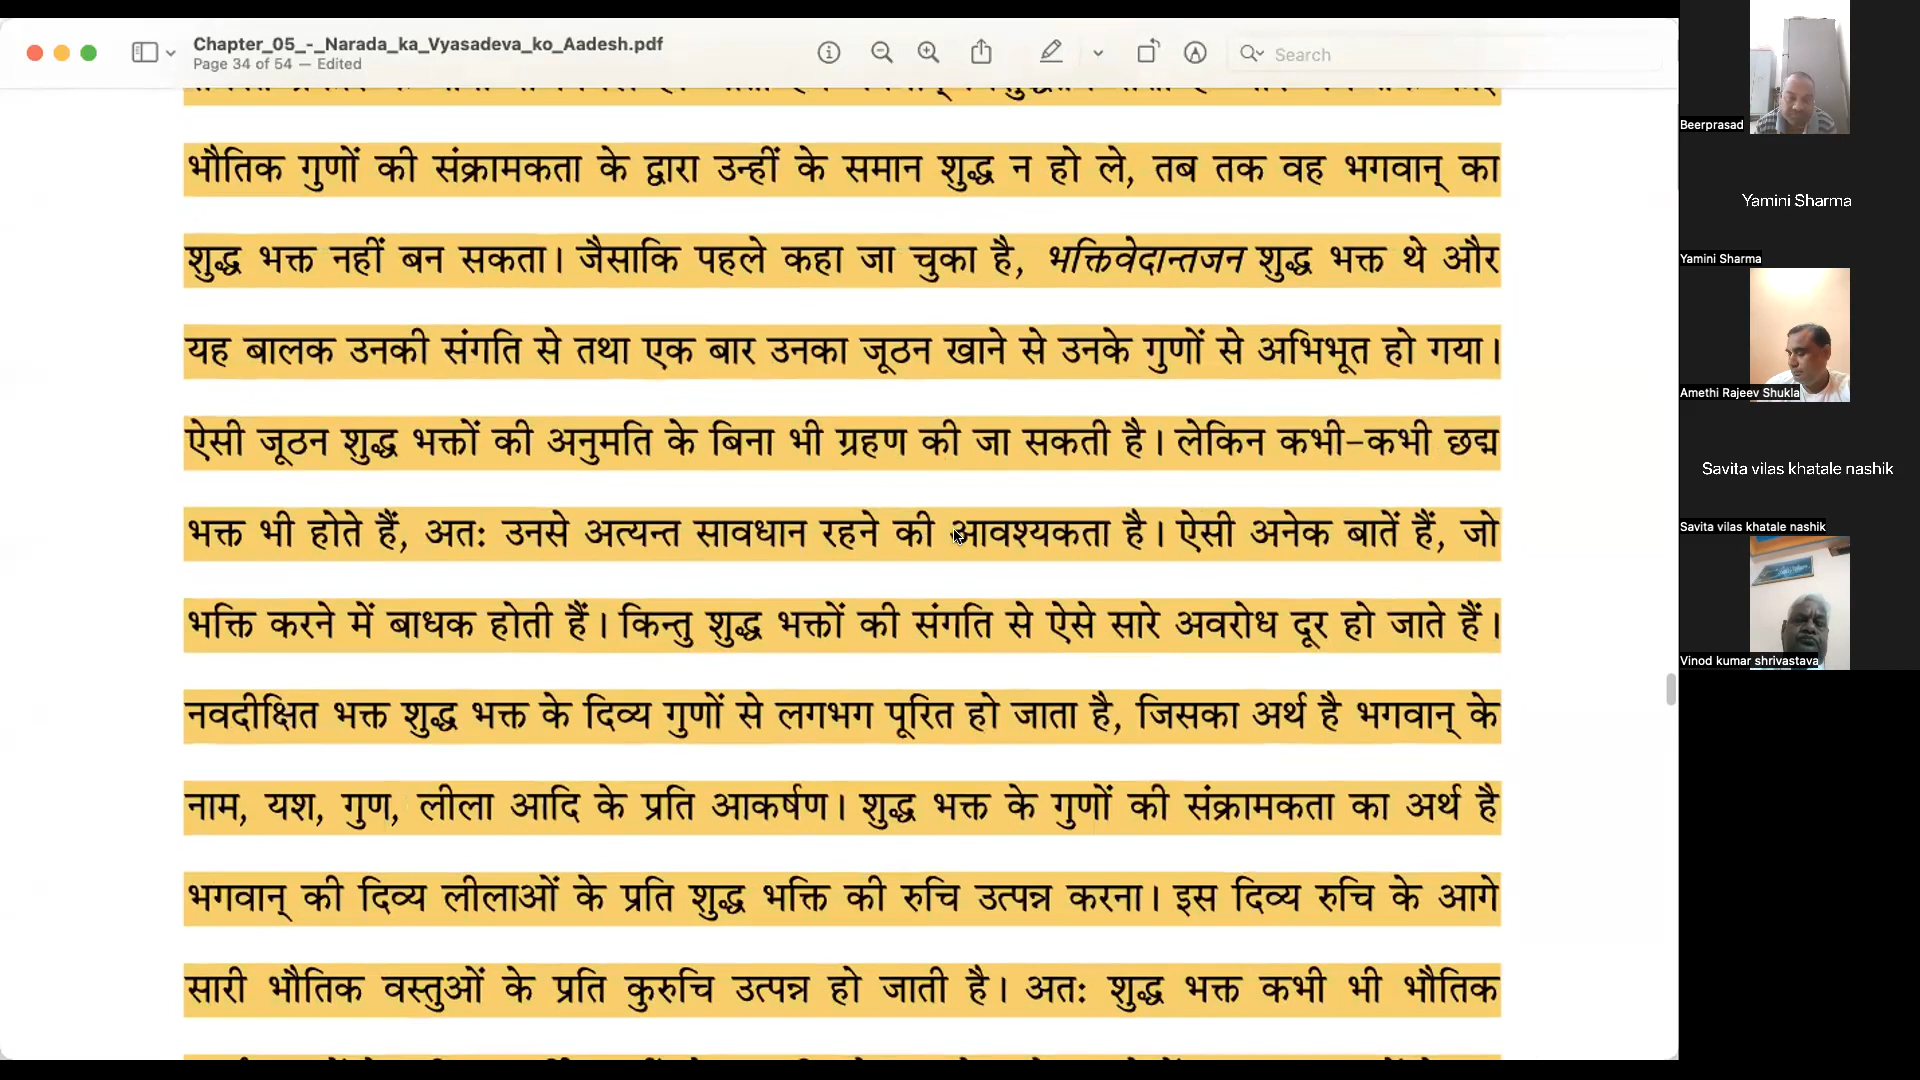 Chapter_05_-_Narada_ka_Vyasadeva_ko_Aadesh.pdf
Page 34 of 54 — Edited
Search
भौतिक गुणों की संक्रामकता के द्वारा उन्हीं के समान शुद्ध न हो ले, तब तक वह भगवान् का
शुद्ध भक्त नहीं बन सकता। जैसाकि पहले कहा जा चुका है, भक्तिवेदान्तजन शुद्ध भक्त थे और
यह बालक उनकी संगति से तथा एक बार उनका जूठन खाने से उनके गुणों से अभिभूत हो गया।
ऐसी जूठन शुद्ध भक्तों की अनुमति के बिना भी ग्रहण की जा सकती है। लेकिन कभी-कभी छद्म
भक्त भी होते हैं, अतः उनसे अत्यन्त सावधान रहने की आवश्यकता है। ऐसी अनेक बातें हैं, जो
भक्ति करने में बाधक होती हैं। किन्तु शुद्ध भक्तों की संगति से ऐसे सारे अवरोध दूर हो जाते हैं।
नवदीक्षित भक्त शुद्ध भक्त के दिव्य गुणों से लगभग पूरित हो जाता है, जिसका अर्थ है भगवान् के
नाम, यश, गुण, लीला आदि के प्रति आकर्षण। शुद्ध भक्त के गुणों की संक्रामकता का अर्थ है
भगवान् की दिव्य लीलाओं के प्रति शुद्ध भक्ति की रुचि उत्पन्न करना। इस दिव्य रुचि के आगे
सारी भौतिक वस्तुओं के प्रति कुरुचि उत्पन्न हो जाती है। अतः शुद्ध भक्त कभी भी भौतिक
Beerprasad
Yamini Sharma
Yamini Sharma
Amethi Rajeev Shukla
Savita vilas khatale nashik
Savita vilas khatale nashik
Vinod kumar shrivastava